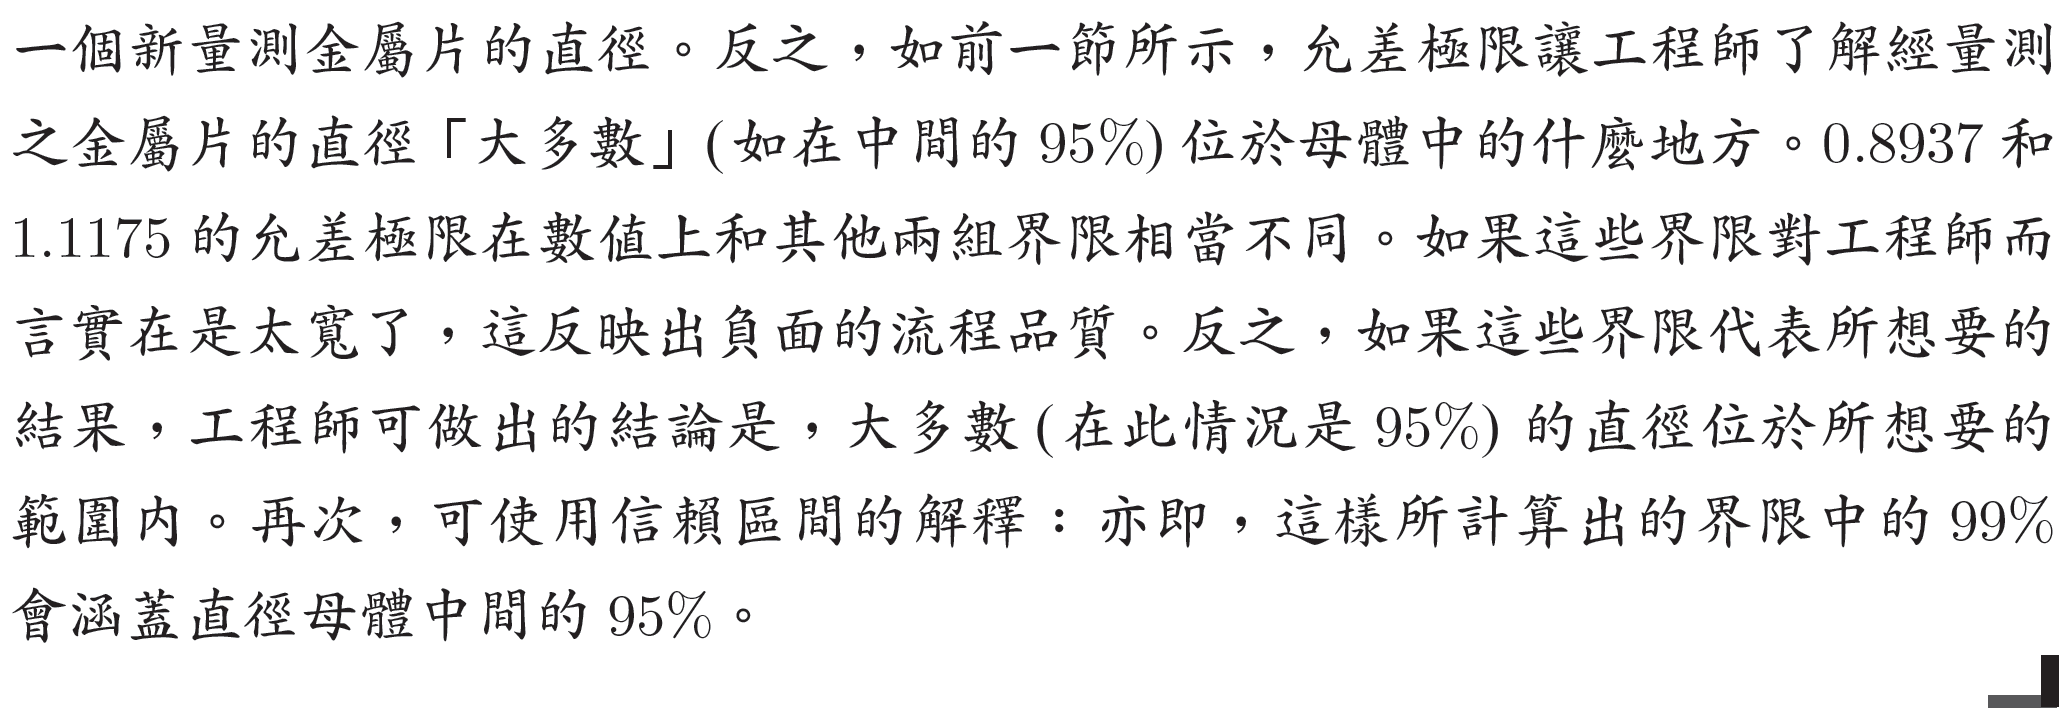 一個新量測金屬片的直徑。反之，如前一節所示，允差極限讓工程師了解經量測
之金屬片的直徑「大多數」(如在中間的 95%) 位於母體中的什麼地方。0.8937 和
1.1175 的允差極限在數值上和其他兩組界限相當不同。如果這些界限對工程師而
言實在是太寬了，這反映出負面的流程品質。反之，如果這些界限代表所想要的
結果，工程師可做出的結論是，大多數 (在此情況是 95%) 的直徑位於所想要的
範圍內。再次，可使用信賴區間的解釋：亦即，這樣所計算出的界限中的 99%
會涵蓋直徑母體中間的 95%。